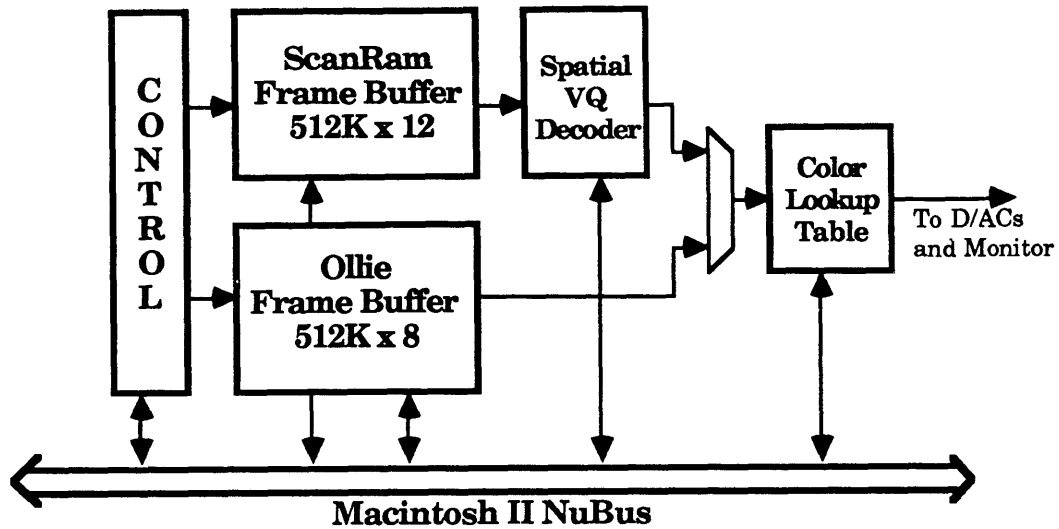 CONTROL
ScanRam
Frame Buffer
512K x 12
Spatial
VQ
Decoder
Color
Lookup
Table
To D/ACs
and Monitor
Ollie
Frame Buffer
512K x 8
Macintosh II NuBus